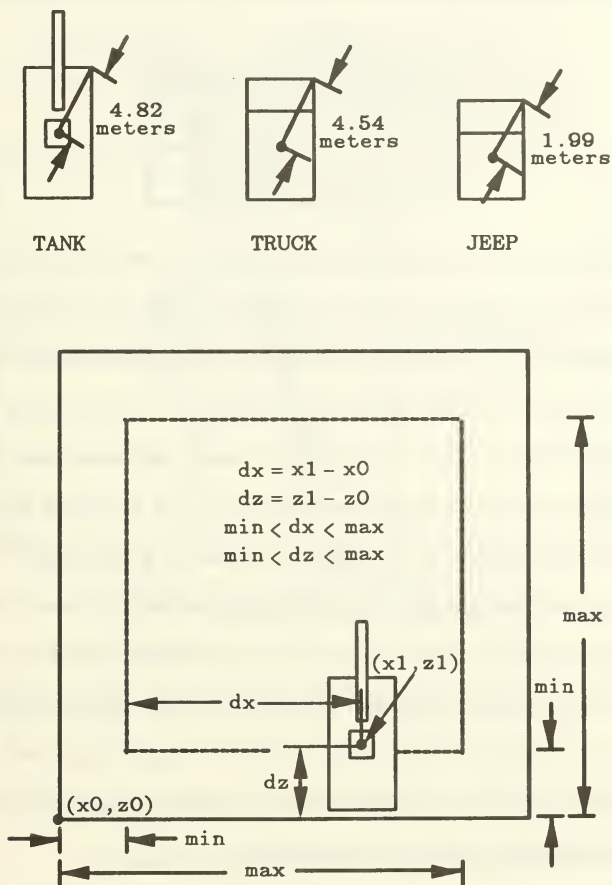 4.82
meters
4.54
meters
1.99
meters
TANK
TRUCK
JEEP
dx = x1 - x0
dz = z1 - z0
min < dx < max
min < dz < max
max
(x1,z1)
min
dx
dz
(x0,z0)
min
max